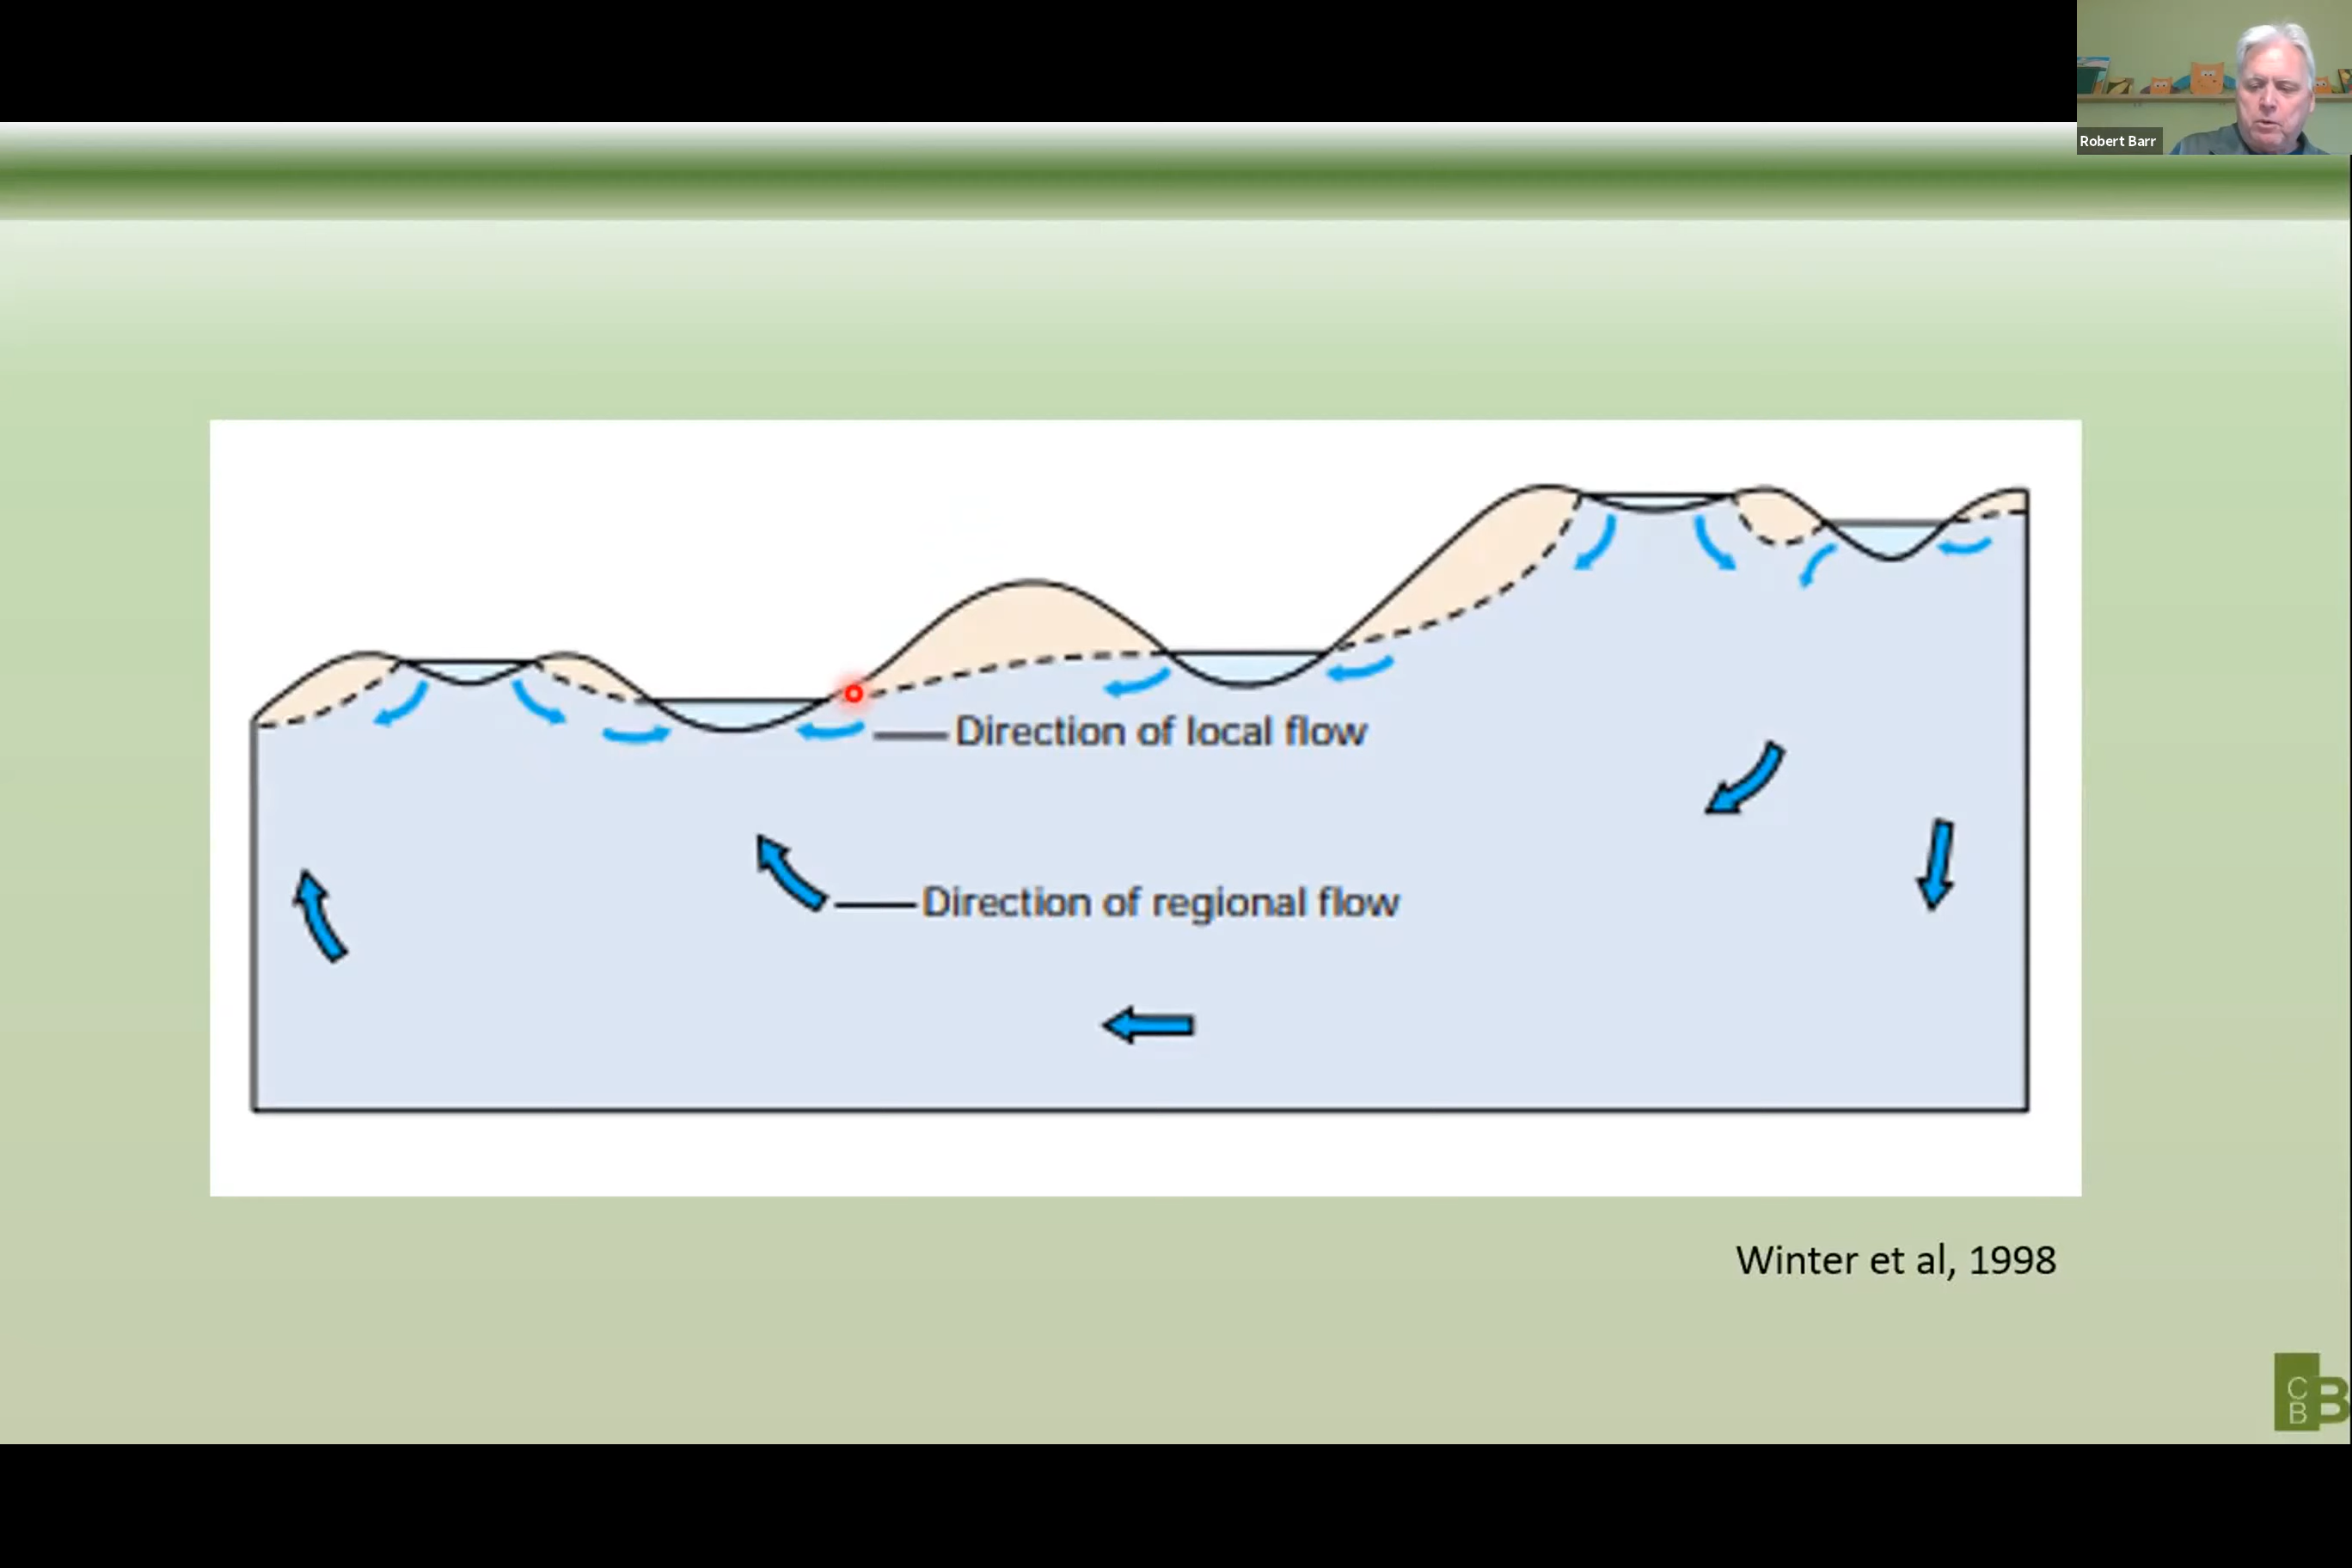 Robert Barr
Direction of local flow
Direction of regional flow
Winter et al, 1998
C
B
B